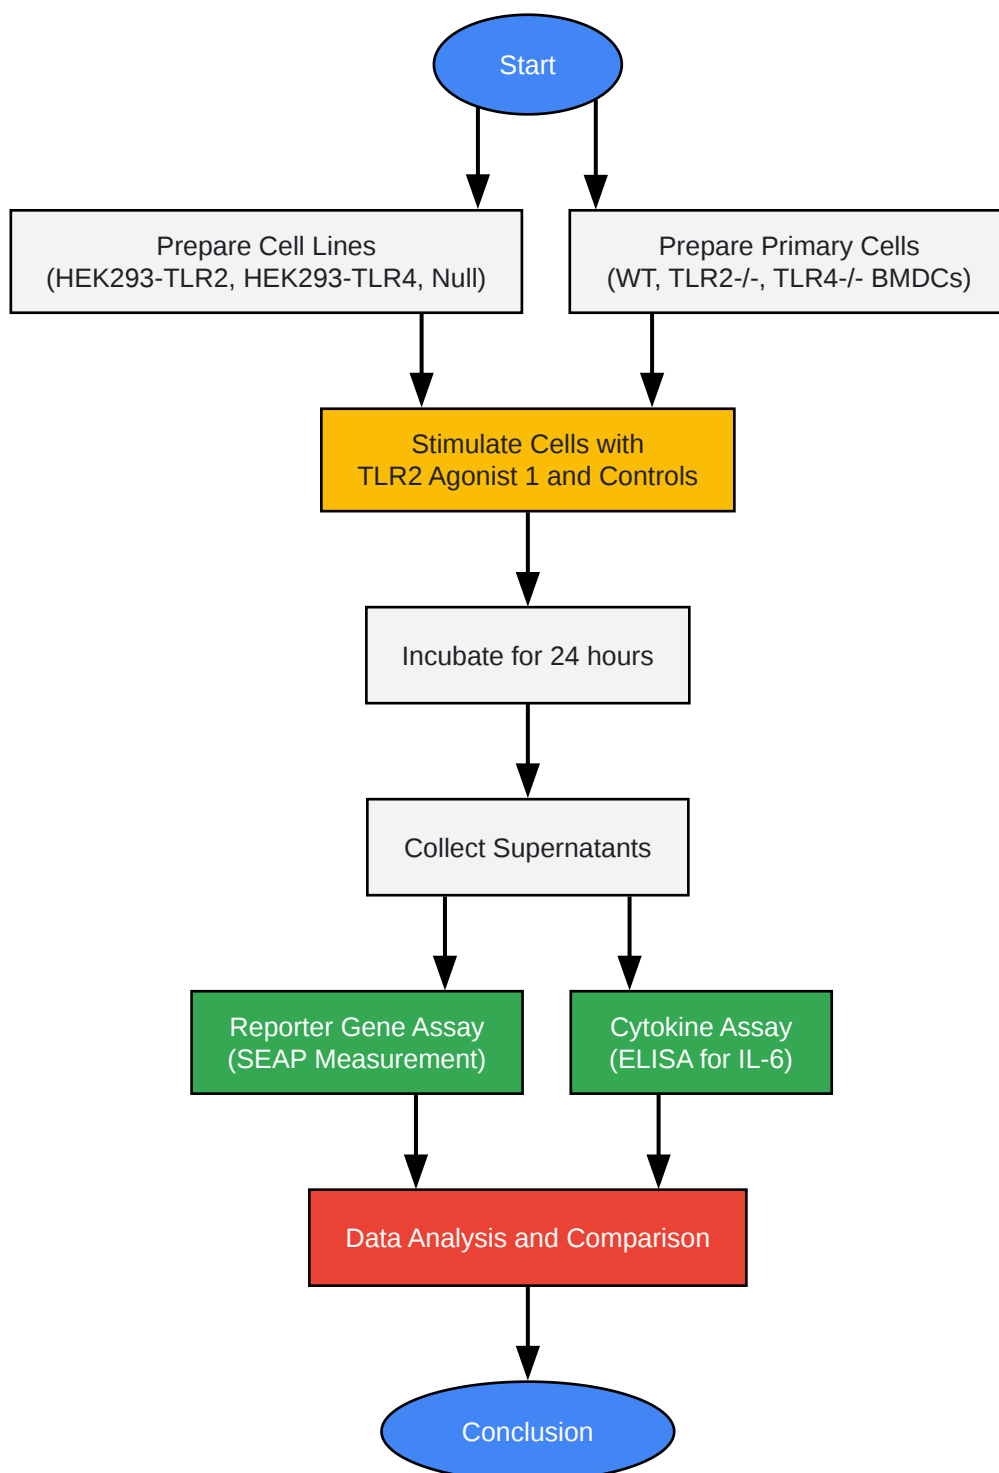 Start
Prepare Cell Lines
(HEK293-TLR2, HEK293-TLR4, Null)
Prepare Primary Cells
(WT, TLR2-/-, TLR4-/- BMDCs)
Stimulate Cells with
TLR2 Agonist 1 and Controls
Incubate for 24 hours
Collect Supernatants
Reporter Gene Assay
(SEAP Measurement)
Cytokine Assay
(ELISA for IL-6)
Data Analysis and Comparison
Conclusion